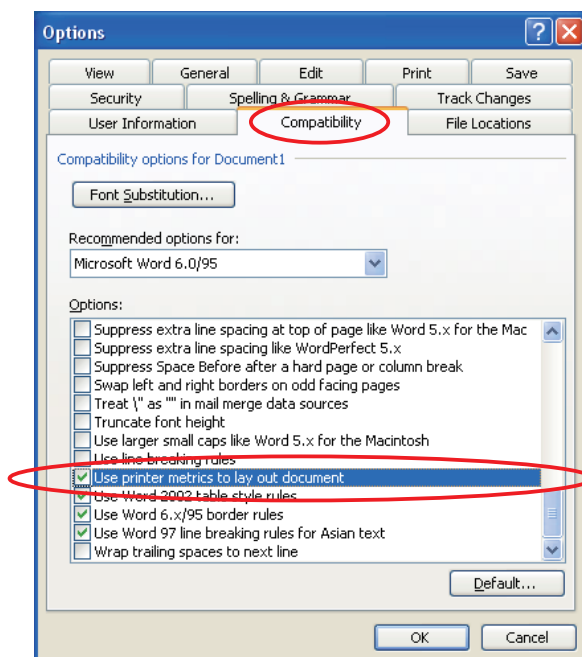 Options
View General Edit Print Save
Security Spelling & Grammar Track Changes
User Information Compatibility File Locations
Compatibility options for Document1
Font Substitution...
Recommended options for:
Microsoft Word 6.0/95
Options:
Suppress extra line spacing at top of page like Word 5.x for the Mac
Suppress extra line spacing like WordPerfect 5.x
Suppress Space Before after a hard page or column break
Swap left and right borders on odd facing pages
Treat \" as "" in mail merge data sources
Truncate font height
Use larger small caps like Word 5.x for the Macintosh
Use line breaking rules
Use printer metrics to lay out document
Use Word 2002 table style rules
Use Word 6.x/95 border rules
Use Word 97 line breaking rules for Asian text
Wrap trailing spaces to next line
Default...
OK Cancel